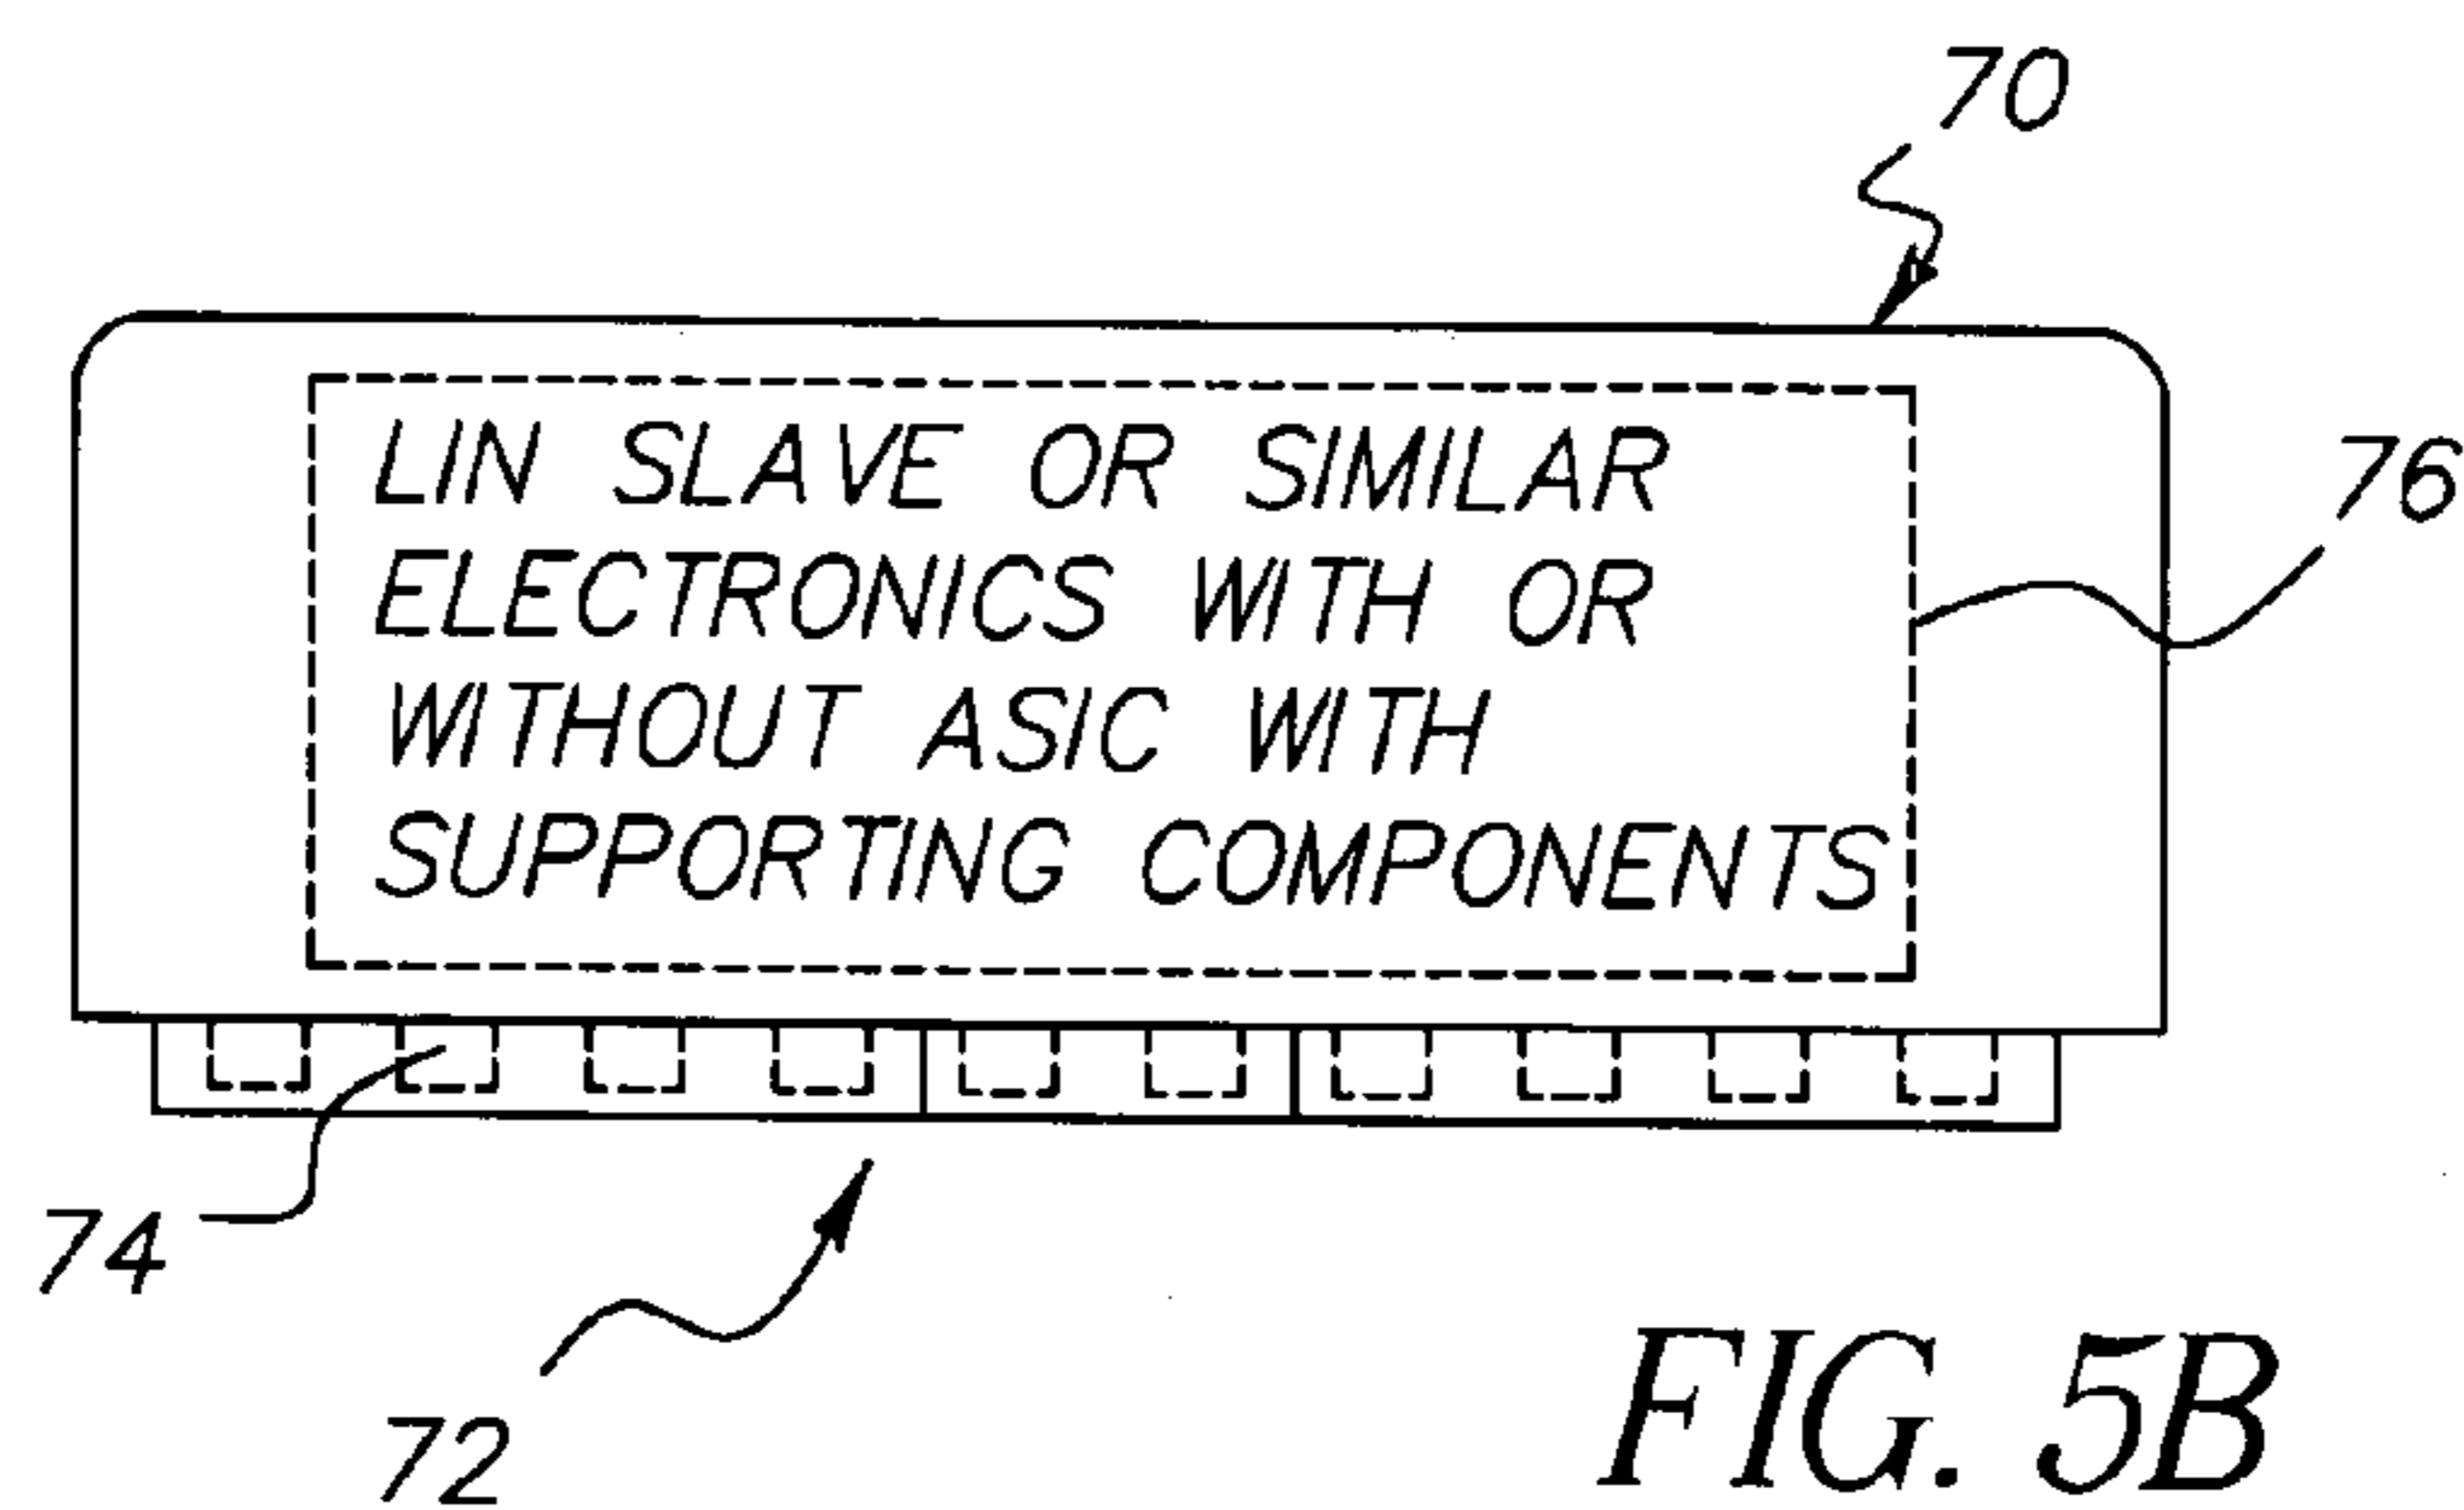 70
LIN SLAVE OR SIMILAR
ELECTRONICS WITH OR
WITHOUT ASIC WITH
SUPPORTING COMPONENTS
76
74
72
FIG. 5B